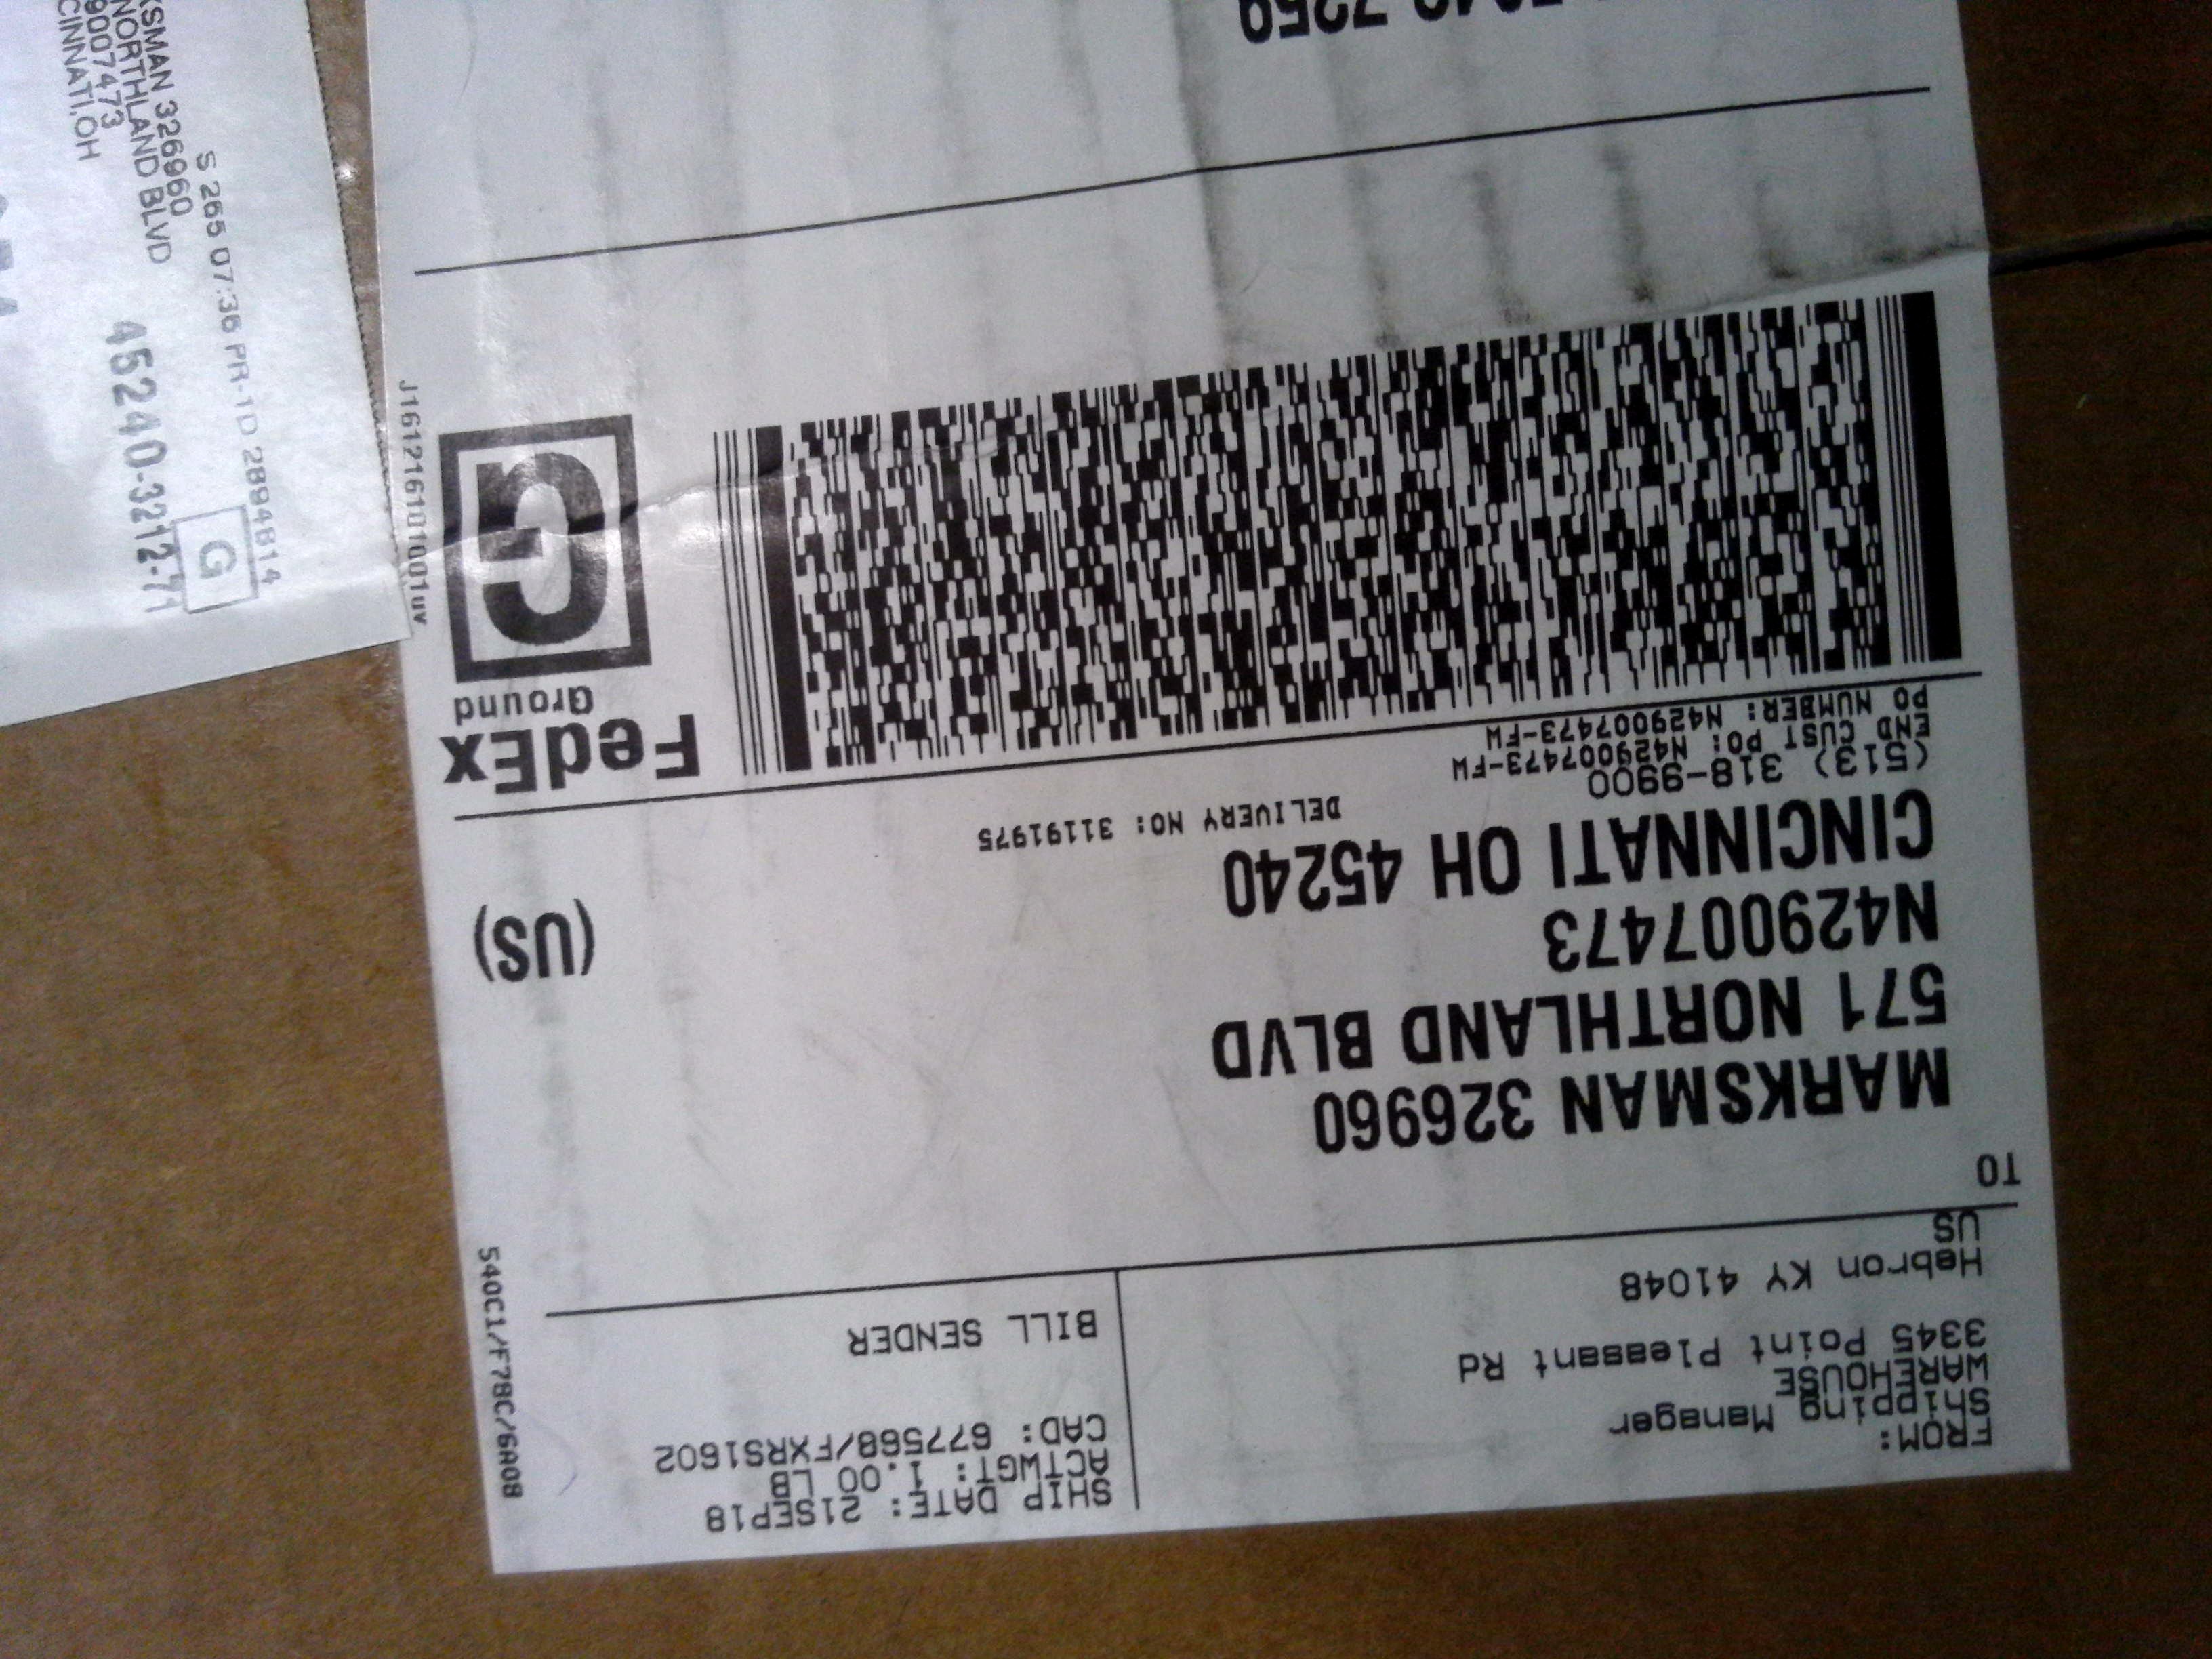 FROM:
Shipping Manager
WAREHOUSE
3345 Point Pleasant Rd
Hebron KY 41048
US
SHIP DATE: 21SEP18
ACTWGT: 1.00 LB
CAD: 677568/FXRS1602
BILL SENDER
540C1/F78C/6A08
TO
MARKSMAN 326960
571 NORTHLAND BLVD
N429007473
CINCINNATI OH 45240
(US)
(513) 318-9900
DELIVERY NO: 31191975
END CUST PO: N429007473-FW
PO NUMBER: N429007473-FW
FedEx
Ground
G
J161216101001uv
7259
S 265 07:36 PR-1D 2894814
KSMAN 326960
NORTHLAND BLVD
9007473
CINNATI,OH
45240-3212-71
G